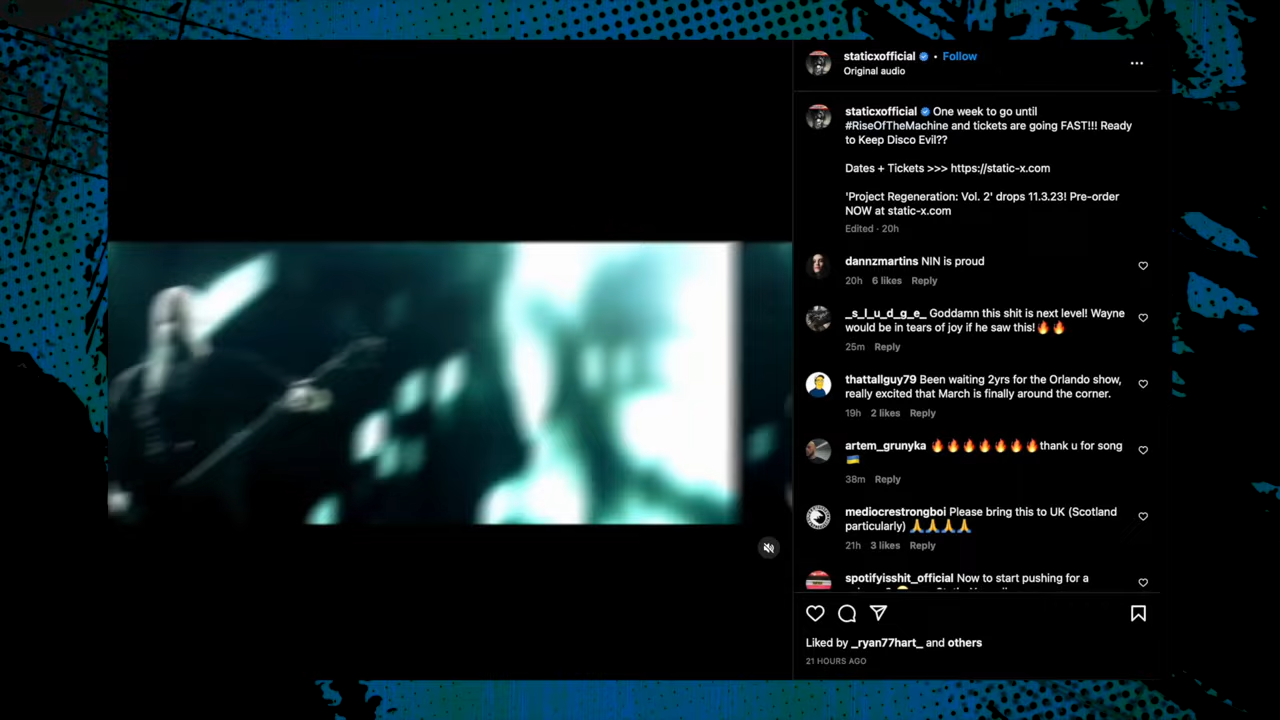 staticxofficial • Follow
Original audio
staticxofficial One week to go until
#RiseOfTheMachine and tickets are going FAST!!! Ready
to Keep Disco Evil??
Dates + Tickets >>> https://static-x.com
'Project Regeneration: Vol. 2' drops 11.3.23! Pre-order
NOW at static-x.com
Edited · 20h
dannzmartins NIN is proud
20h 6 likes Reply
_s_l_u_d_g_e_ Goddamn this shit is next level! Wayne
would be in tears of joy if he saw this!🔥🔥
25m Reply
thattallguy79 Been waiting 2yrs for the Orlando show,
really excited that March is finally around the corner.
19h 2 likes Reply
artem_grunyka 🔥🔥🔥🔥🔥🔥🔥thank u for song
🇺🇦
38m Reply
mediocrestrongboi Please bring this to UK (Scotland
particularly) 🙏🙏🙏🙏
21h 3 likes Reply
spotifyisshit_official Now to start pushing for a
Liked by _ryan77hart_ and others
21 HOURS AGO